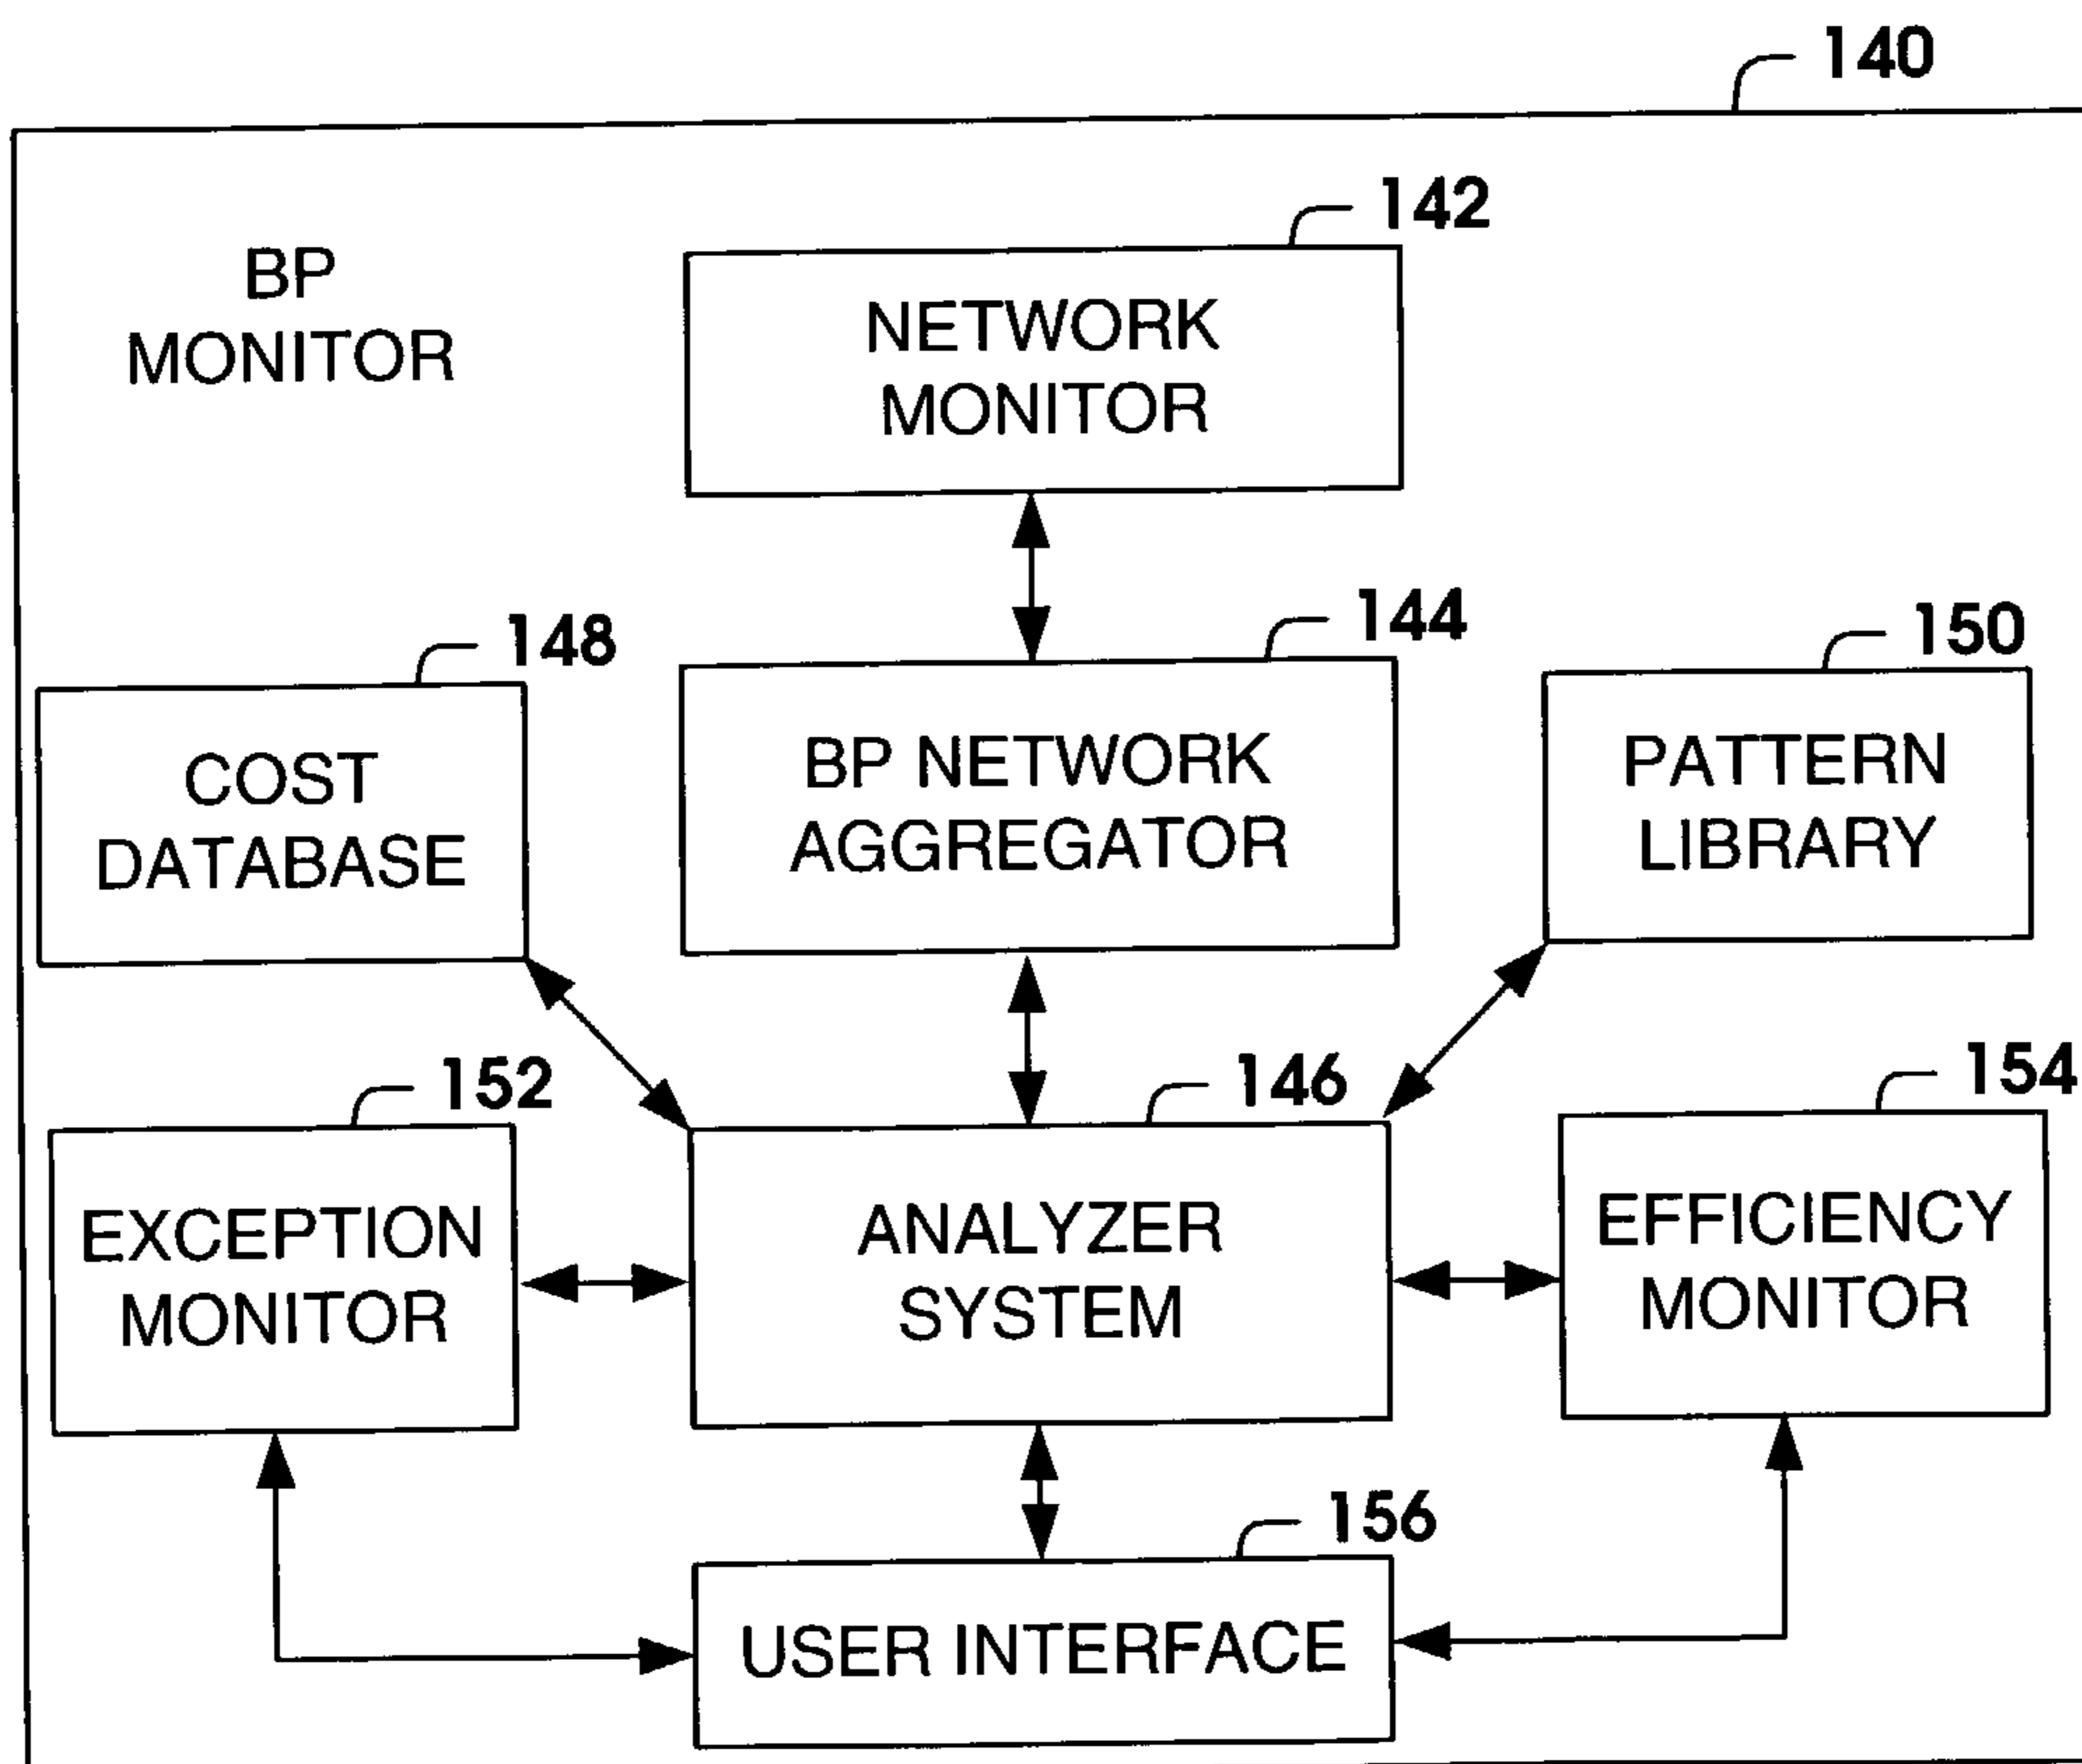 140
BP
MONITOR
142
NETWORK
MONITOR
148
COST
DATABASE
144
BP NETWORK
AGGREGATOR
150
PATTERN
LIBRARY
152
EXCEPTION
MONITOR
146
ANALYZER
SYSTEM
154
EFFICIENCY
MONITOR
156
USER INTERFACE